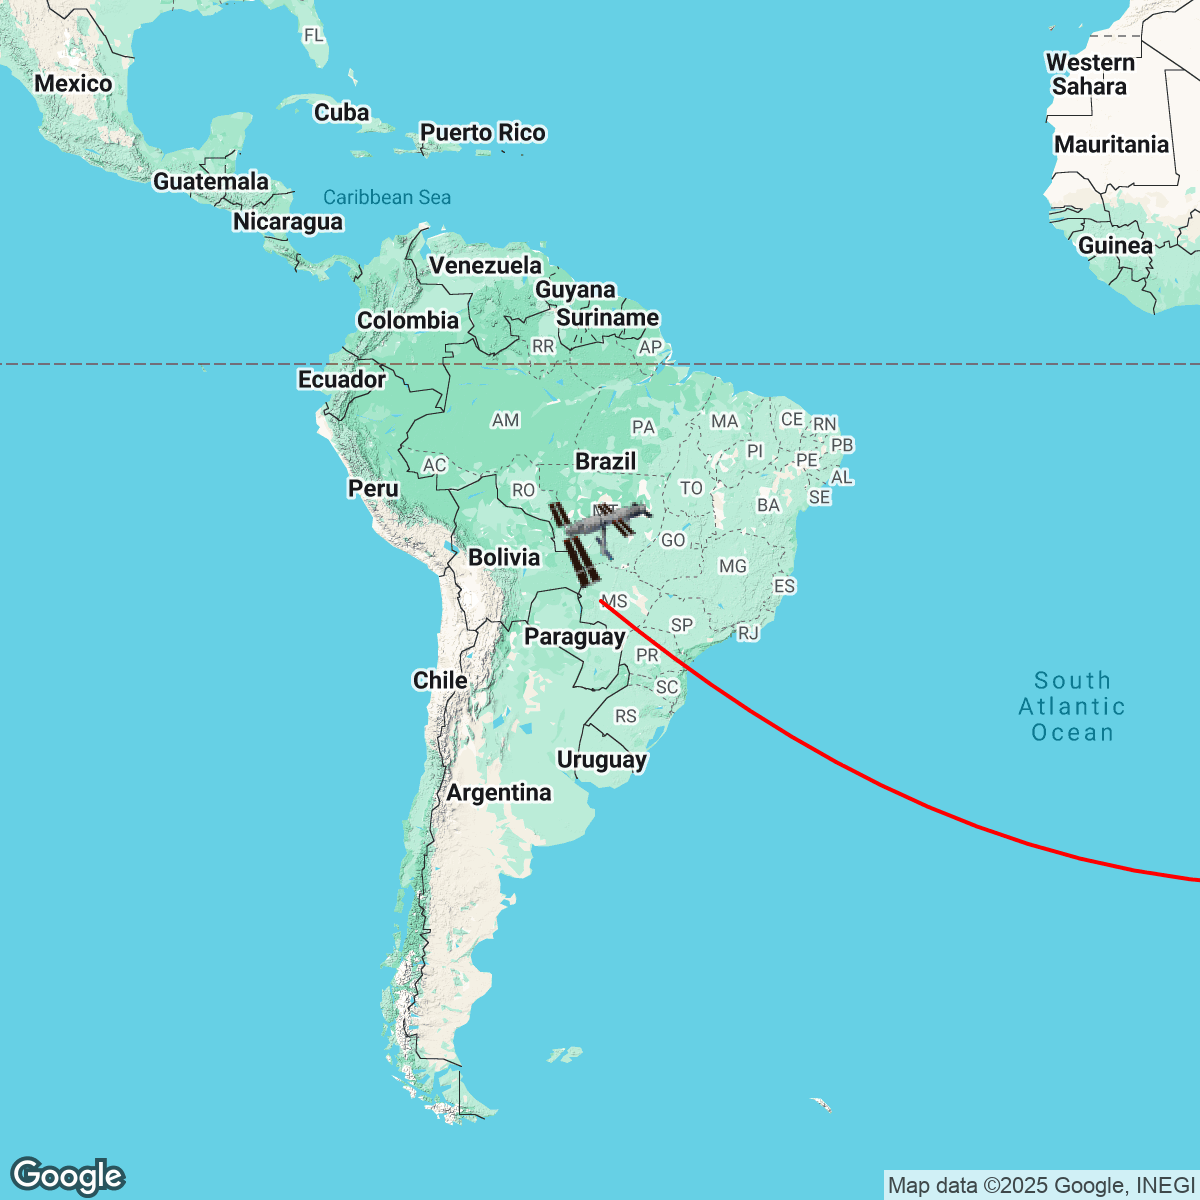 FL
Western
Sahara
Mexico
Cuba
Puerto Rico
Mauritania
Guatemala
Caribbean Sea
Nicaragua
Guinea
Venezuela
Guyana
Suriname
Colombia
RR
AP
Ecuador
AM
PA
MA
CE
RN
PB
PI
PE
Brazil
AC
AL
Peru
RO
TO
SE
BA
MT
GO
Bolivia
MG
ES
MS
SP
RJ
Paraguay
PR
Chile
SC
South
Atlantic
Ocean
RS
Uruguay
Argentina
Google
Map data ©2025 Google, INEGI